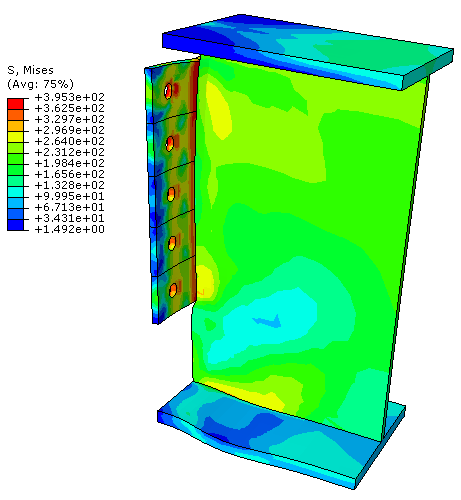 S, Mises
(Avg: 75%)
+3.953e+02
+3.625e+02
+3.297e+02
+2.969e+02
+2.640e+02
+2.312e+02
+1.984e+02
+1.656e+02
+1.328e+02
+9.995e+01
+6.713e+01
+3.431e+01
+1.492e+00